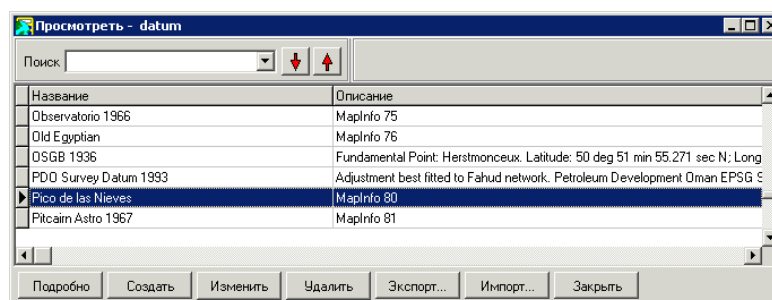 Просмотреть - datum
Поиск
Название Описание
Observatorio 1966 MapInfo 75
Old Egyptian MapInfo 76
OSGB 1936 Fundamental Point: Herstmonceux. Latitude: 50 deg 51 min 55.271 sec N; Long
PDO Survey Datum 1993 Adjustment best fitted to Fahud network. Petroleum Development Oman EPSG S
Pico de las Nieves MapInfo 80
Pitcairn Astro 1967 MapInfo 81
Подробно Создать Изменить Удалить Экспорт... Импорт... Закрыть